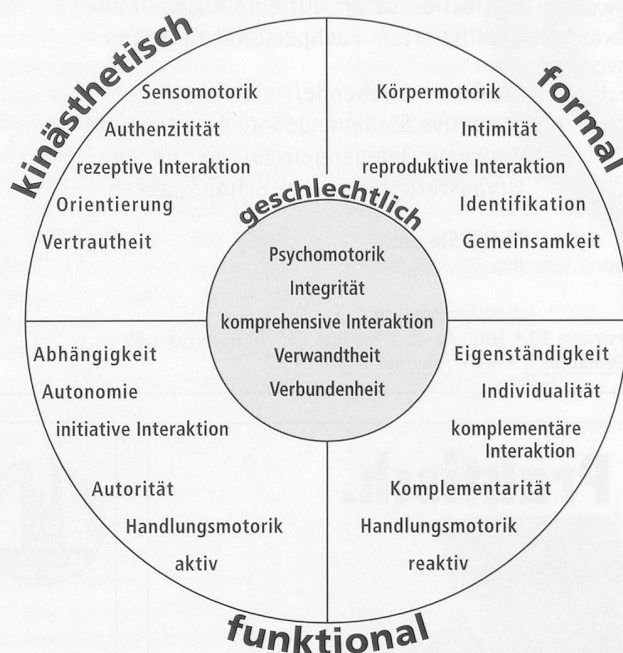 kinästhetisch
formal
Sensomotorik
Authenzitität
rezeptive Interaktion
Orientierung
Vertrautheit
Körpermotorik
Intimität
reproduktive Interaktion
Identifikation
Gemeinsamkeit
geschlechtlich
Psychomotorik
Integrität
komprehensive Interaktion
Verwandtheit
Verbundenheit
Abhängigkeit
Autonomie
initiative Interaktion
Autorität
Handlungsmotorik
aktiv
Eigenständigkeit
Individualität
komplementäre
Interaktion
Komplementarität
Handlungsmotorik
reaktiv
funktional